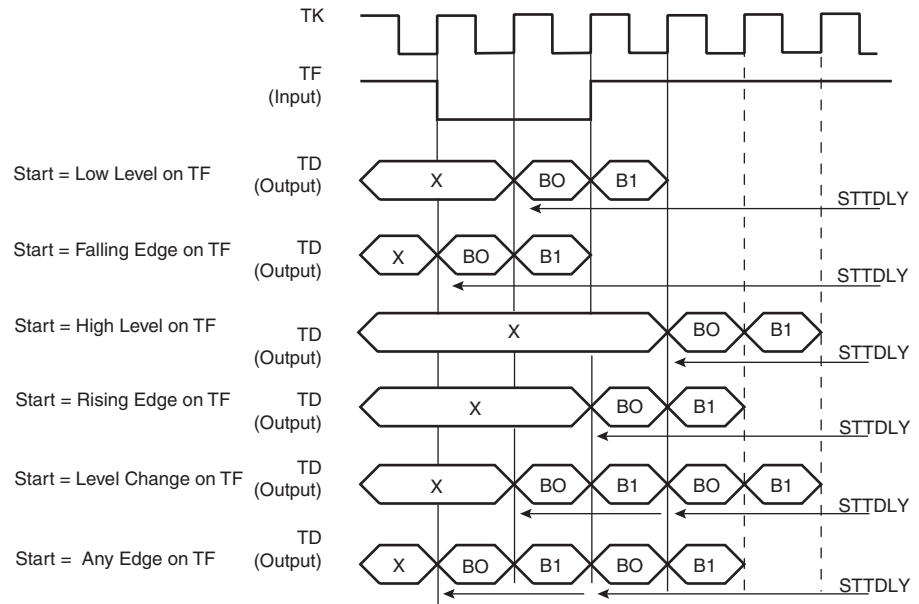 TK
TF
(Input)
Start = Low Level on TF
TD
(Output)
X
BO
B1
STTDLY
Start = Falling Edge on TF
TD
(Output)
X
BO
B1
STTDLY
Start = High Level on TF
TD
(Output)
X
BO
B1
STTDLY
Start = Rising Edge on TF
TD
(Output)
X
BO
B1
STTDLY
Start = Level Change on TF
TD
(Output)
X
BO
B1
BO
B1
STTDLY
Start = Any Edge on TF
TD
(Output)
X
BO
B1
BO
B1
STTDLY